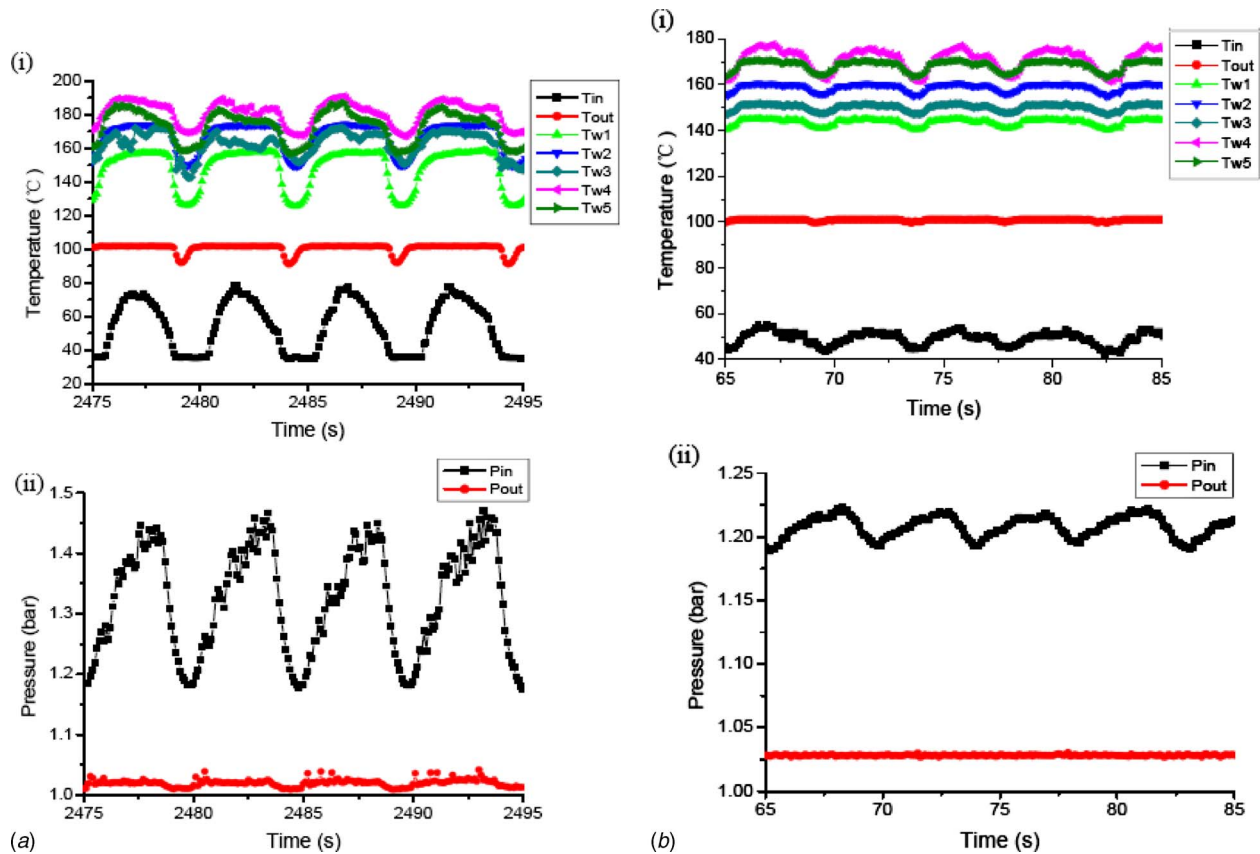 (i)
200
180
160
140
120
100
80
60
40
20
Temperature (℃)
2475
2480
2485
2490
2495
Time (s)
Tin
Tout
Tw1
Tw2
Tw3
Tw4
Tw5
(i)
180
160
140
120
100
80
60
40
Temperature (℃)
65
70
75
80
85
Time (s)
Tin
Tout
Tw1
Tw2
Tw3
Tw4
Tw5
(ii)
1.5
1.4
1.3
1.2
1.1
1.0
Pressure (bar)
2475
2480
2485
2490
2495
Time (s)
Pin
Pout
(a)
(ii)
1.25
1.20
1.15
1.10
1.05
1.00
Pressure (bar)
65
70
75
80
85
Time (s)
Pin
Pout
(b)